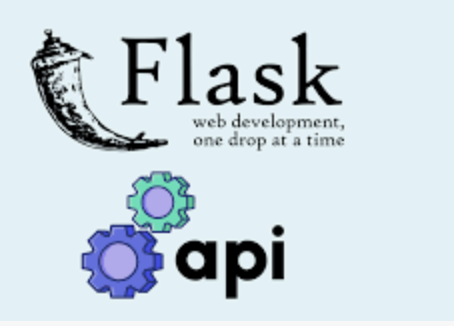 Flask
web development,
one drop at a time
api